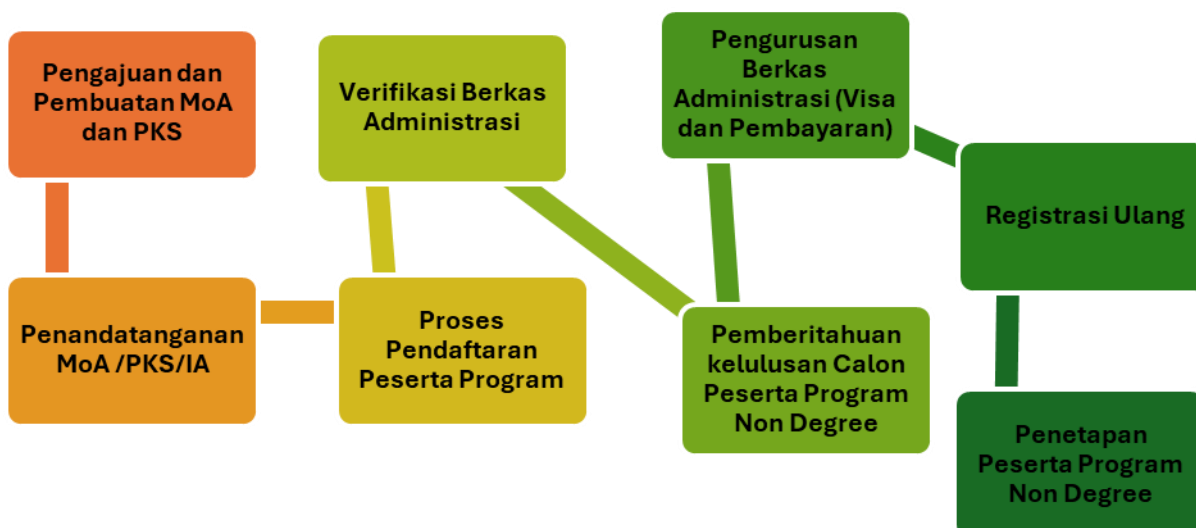 Pengajuan dan
Pembuatan MoA
dan PKS
Penandatanganan
MoA /PKS/IA
Proses
Pendaftaran
Peserta Program
Verifikasi Berkas
Administrasi
Pemberitahuan
kelulusan Calon
Peserta Program
Non Degree
Pengurusan
Berkas
Administrasi (Visa
dan Pembayaran)
Registrasi Ulang
Penetapan
Peserta Program
Non Degree